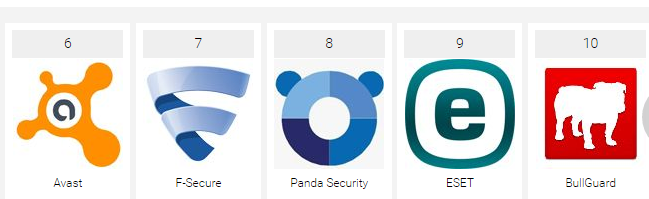 6 7 8 9 10
a e
Avast F-Secure Panda Security ESET BullGuard